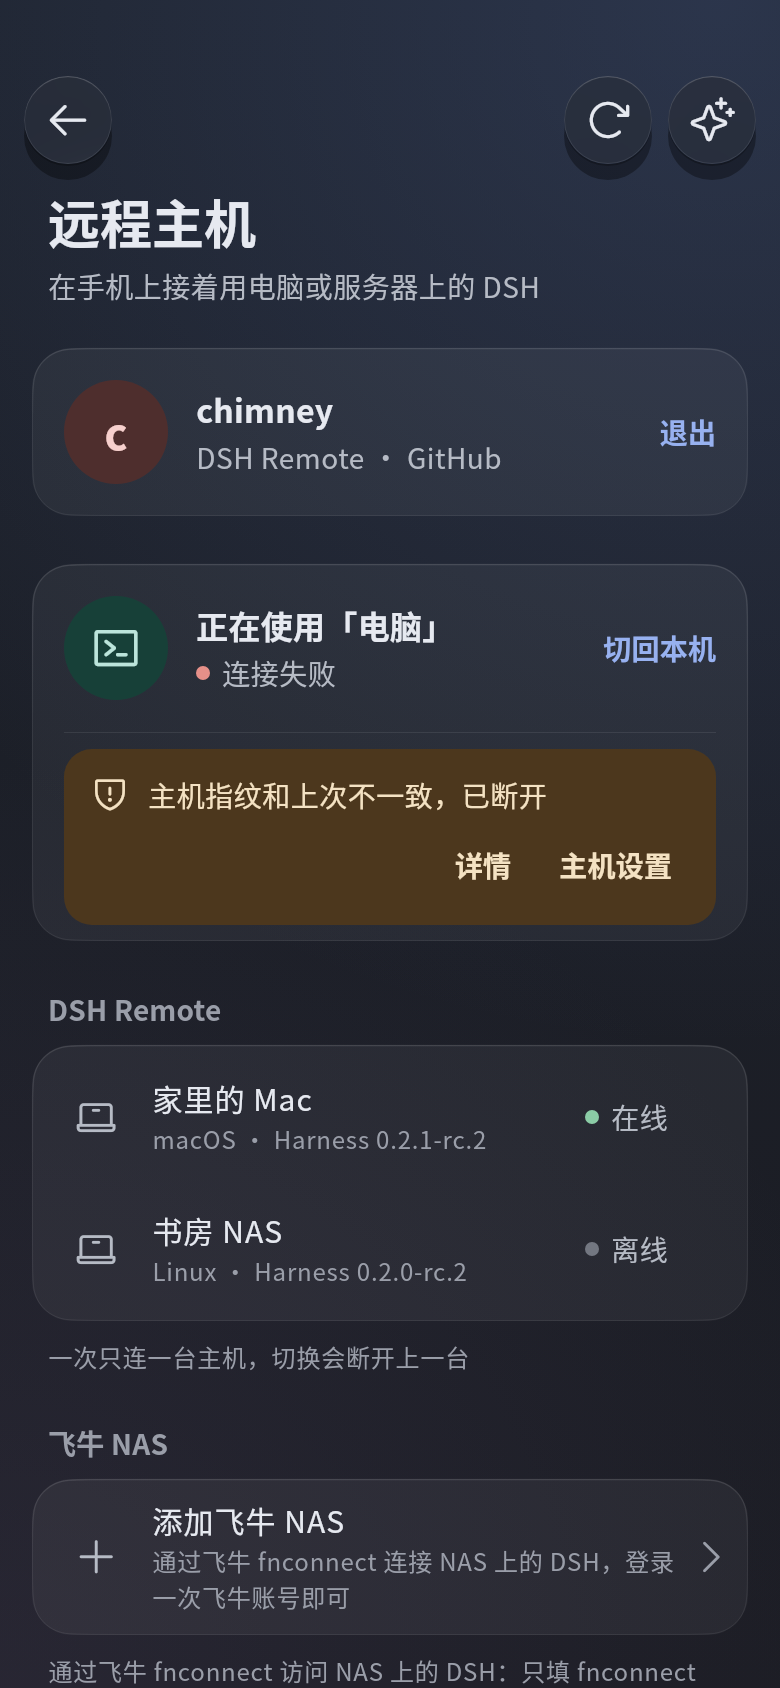 远程主机
在手机上接着用电脑或服务器上的 DSH
c
chimney
DSH Remote • GitHub
退出
正在使用「电脑」
连接失败
切回本机
主机指纹和上次不一致，已断开
详情
主机设置
DSH Remote
家里的 Mac
macOS • Harness 0.2.1-rc.2
在线
书房 NAS
Linux • Harness 0.2.0-rc.2
离线
一次只连一台主机，切换会断开上一台
飞牛 NAS
添加飞牛 NAS
通过飞牛 fnconnect 连接 NAS 上的 DSH，登录
一次飞牛账号即可
通过飞牛 fnconnect 访问 NAS 上的 DSH：只填 fnconnect